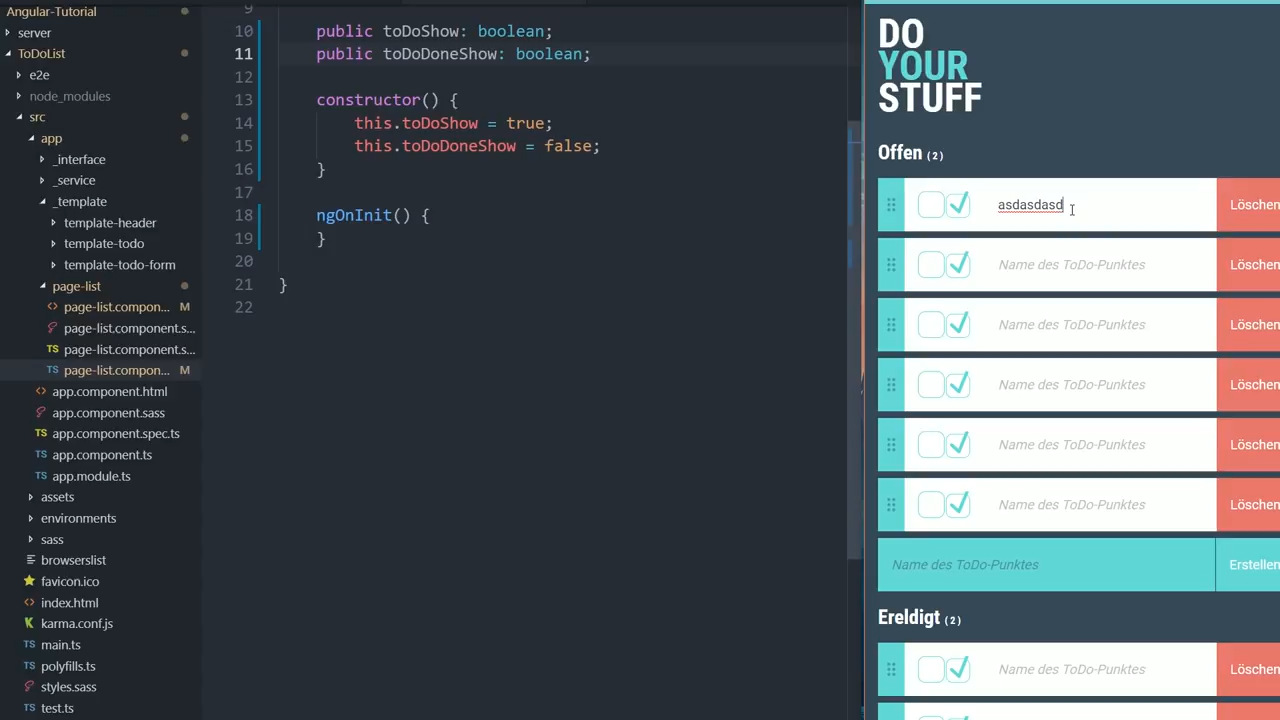 Angular-Tutorial
server
ToDoList
e2e
node_modules
src
app
_interface
_service
_template
template-header
template-todo
template-todo-form
page-list
page-list.compon... M
page-list.component.s...
page-list.component.s...
page-list.compon... M
app.component.html
app.component.sass
app.component.spec.ts
app.component.ts
app.module.ts
assets
environments
sass
browserslist
favicon.ico
index.html
karma.conf.js
main.ts
polyfills.ts
styles.sass
test.ts
9
10 public toDoShow: boolean;
11 public toDoDoneShow: boolean;
12
13 constructor() {
14 this.toDoShow = true;
15 this.toDoDoneShow = false;
16 }
17
18 ngOnInit() {
19 }
20
21 }
22
DO
YOUR
STUFF
Offen (2)
asdasdasd Löschen
Name des ToDo-Punktes Löschen
Name des ToDo-Punktes Löschen
Name des ToDo-Punktes Löschen
Name des ToDo-Punktes Löschen
Name des ToDo-Punktes Löschen
Name des ToDo-Punktes Erstellen
Ereldigt (2)
Name des ToDo-Punktes Löschen